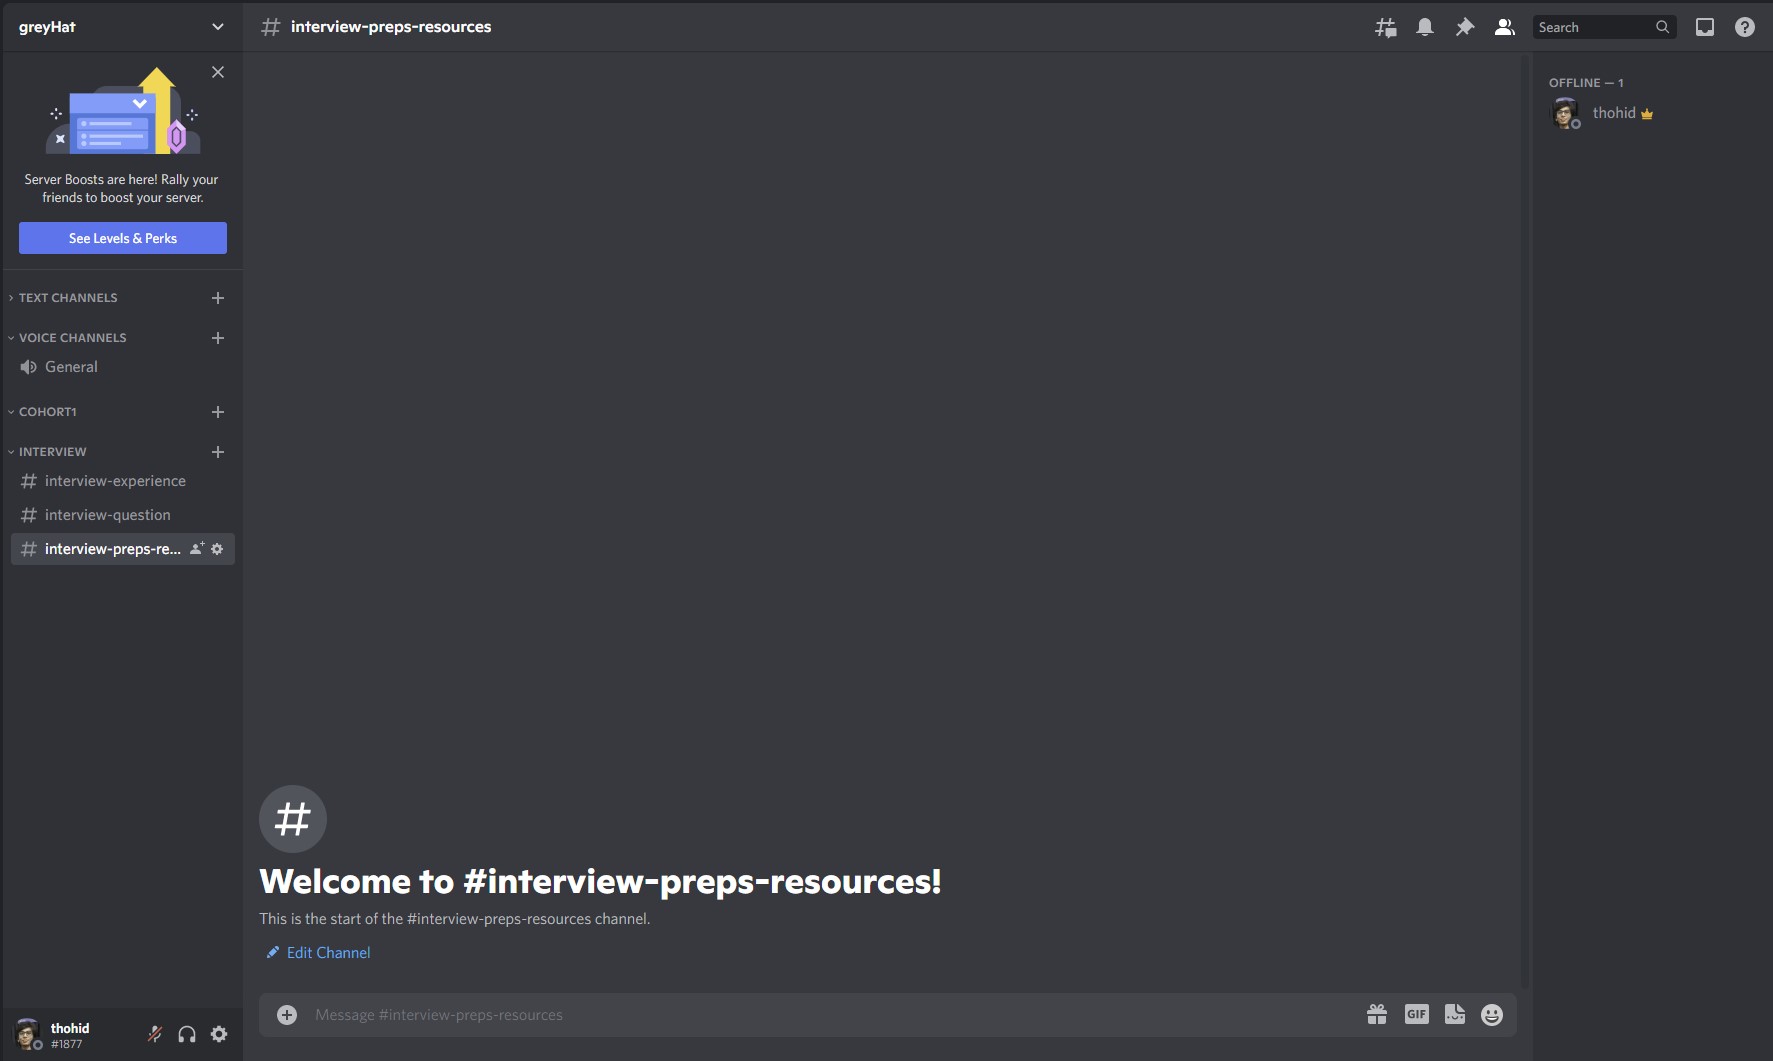 greyHat
# interview-preps-resources
Search
Server Boosts are here! Rally your
friends to boost your server.
See Levels & Perks
TEXT CHANNELS
VOICE CHANNELS
General
COHORT1
INTERVIEW
# interview-experience
# interview-question
# interview-preps-re...
#
Welcome to #interview-preps-resources!
This is the start of the #interview-preps-resources channel.
Edit Channel
Message #interview-preps-resources
GIF
thohid
#1877
OFFLINE — 1
thohid